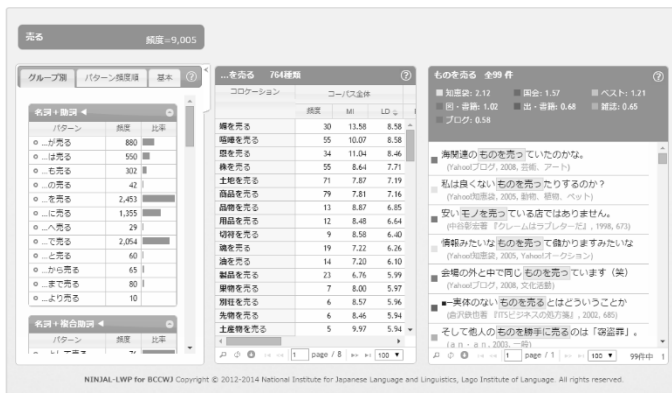 売る 頻度=9,005
グループ別 パターン頻度順 基本
名詞+助詞
パターン 頻度 比率
...が売る 880
...は売る 550
...も売る 302
...の売る 42
...を売る 2,453
...に売る 1,355
...へ売る 29
...で売る 2,054
...と売る 60
...から売る 65
...まで売る 80
...より売る 10
名詞+複合助詞
パターン 頻度 比率
...として売る 76
...を売る 764種類
コロケーション コーパス全体
頻度 MI LD
媚を売る 30 13.58 8.58
喧嘩を売る 55 10.07 8.58
恩を売る 34 11.04 8.46
株を売る 55 8.64 7.71
土地を売る 71 7.87 7.19
商品を売る 79 7.81 7.16
品物を売る 13 8.87 6.85
用品を売る 12 8.48 6.64
切符を売る 9 8.58 6.40
魂を売る 19 7.22 6.26
油を売る 14 7.20 6.10
製品を売る 23 6.76 5.99
果物を売る 7 8.00 5.97
別荘を売る 6 8.57 5.96
先物を売る 6 8.46 5.94
土産物を売る 5 9.97 5.94
1 page / 8 100
ものを売る 全99 件
知恵袋: 2.12 国会: 1.57 ベスト: 1.21
図・書籍: 1.02 出・書籍: 0.68 雑誌: 0.65
ブログ: 0.58
海関連のものを売っていたのかな。
(Yahoo!ブログ, 2008, 芸術、アート)
私は良くないものを売ったりするのか?
(Yahoo!知恵袋, 2005, 動物、植物、ペット)
安いモノを売っている店ではありません。
(中谷彰宏著 『クレームはラブレターだ』, 1998, 673)
情報みたいなものを売って儲かりますみたいな
(Yahoo!知恵袋, 2005, Yahoo!オークション)
会場の外と中で同じものを売っています(笑)
(Yahoo!ブログ, 2008, 文化活動)
■─実体のないものを売るとはどういうことか
(倉沢鉄也著 『ITSビジネスの処方箋』, 2002, 685)
そして他人のものを勝手に売るのは「窃盗罪」。
(an・an, 2003, 一般)
1 page / 1 100 99件中 1
NINJAL-LWP for BCCWJ Copyright © 2012-2014 National Institute for Japanese Language and Linguistics, Lago Institute of Language. All rights reserved.